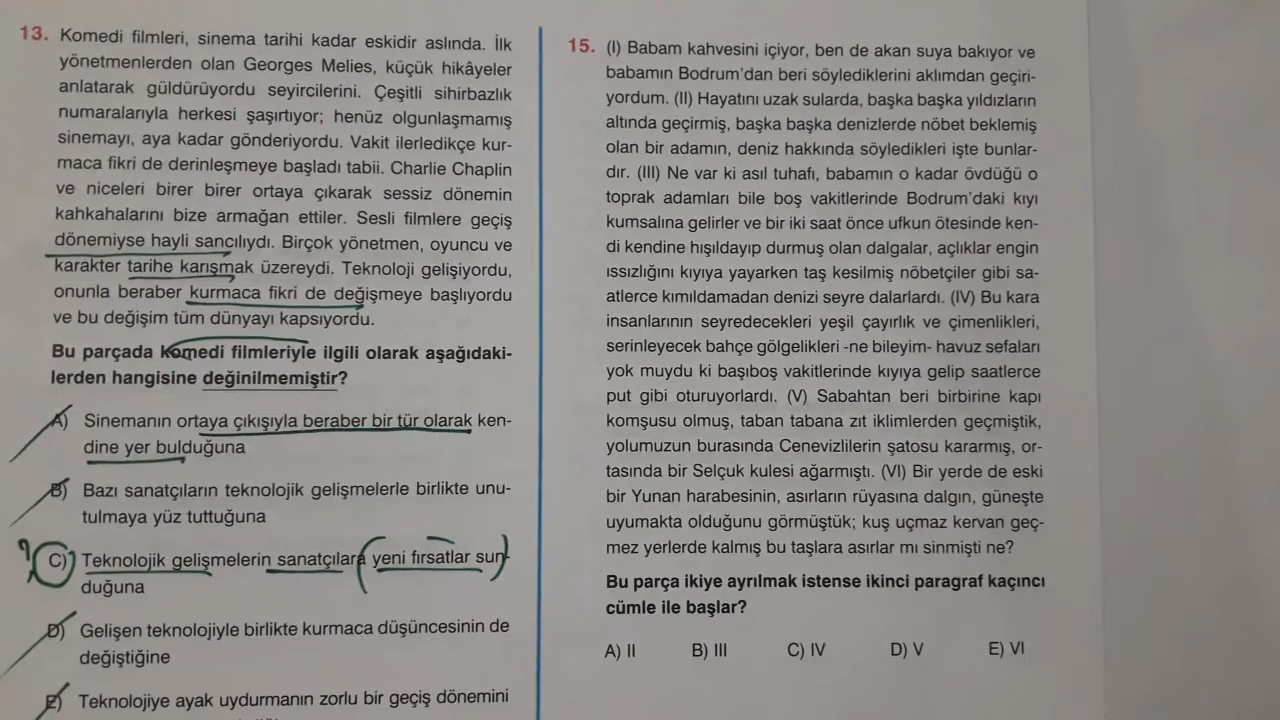 13. Komedi filmleri, sinema tarihi kadar eskidir aslında. İlk
yönetmenlerden olan Georges Melies, küçük hikâyeler
anlatarak güldürüyordu seyircilerini. Çeşitli sihirbazlık
numaralarıyla herkesi şaşırtıyor; henüz olgunlaşmamış
sinemayı, aya kadar gönderiyordu. Vakit ilerledikçe kur-
maca fikri de derinleşmeye başladı tabii. Charlie Chaplin
ve niceleri birer birer ortaya çıkarak sessiz dönemin
kahkahalarını bize armağan ettiler. Sesli filmlere geçiş
dönemiyse hayli sancılıydı. Birçok yönetmen, oyuncu ve
karakter tarihe karışmak üzereydi. Teknoloji gelişiyordu,
onunla beraber kurmaca fikri de değişmeye başlıyordu
ve bu değişim tüm dünyayı kapsıyordu.
Bu parçada komedi filmleriyle ilgili olarak aşağıdaki-
lerden hangisine değinilmemiştir?
A) Sinemanın ortaya çıkışıyla beraber bir tür olarak ken-
dine yer bulduğuna
B) Bazı sanatçıların teknolojik gelişmelerle birlikte unu-
tulmaya yüz tuttuğuna
C) Teknolojik gelişmelerin sanatçılara yeni fırsatlar sun-
duğuna
D) Gelişen teknolojiyle birlikte kurmaca düşüncesinin de
değiştiğine
E) Teknolojiye ayak uydurmanın zorlu bir geçiş dönemini
15. (I) Babam kahvesini içiyor, ben de akan suya bakıyor ve
babamın Bodrum'dan beri söylediklerini aklımdan geçiri-
yordum. (II) Hayatını uzak sularda, başka başka yıldızların
altında geçirmiş, başka başka denizlerde nöbet beklemiş
olan bir adamın, deniz hakkında söyledikleri işte bunlar-
dır. (III) Ne var ki asıl tuhafı, babamın o kadar övdüğü o
toprak adamları bile boş vakitlerinde Bodrum'daki kıyı
kumsalına gelirler ve bir iki saat önce ufkun ötesinde ken-
di kendine hışıldayıp durmuş olan dalgalar, açlıklar engin
ıssızlığını kıyıya yayarken taş kesilmiş nöbetçiler gibi sa-
atlerce kımıldamadan denizi seyre dalarlardı. (IV) Bu kara
insanlarının seyredecekleri yeşil çayırlık ve çimenlikleri,
serinleyecek bahçe gölgelikleri -ne bileyim- havuz sefaları
yok muydu ki başıboş vakitlerinde kıyıya gelip saatlerce
put gibi oturuyorlardı. (V) Sabahtan beri birbirine kapı
komşusu olmuş, taban tabana zıt iklimlerden geçmiştik,
yolumuzun burasında Cenevizlilerin şatosu kararmış, or-
tasında bir Selçuk kulesi ağarmıştı. (VI) Bir yerde de eski
bir Yunan harabesinin, asırların rüyasına dalgın, güneşte
uyumakta olduğunu görmüştük; kuş uçmaz kervan geç-
mez yerlerde kalmış bu taşlara asırlar mı sinmişti ne?
Bu parça ikiye ayrılmak istense ikinci paragraf kaçıncı
cümle ile başlar?
A) II B) III C) IV D) V E) VI